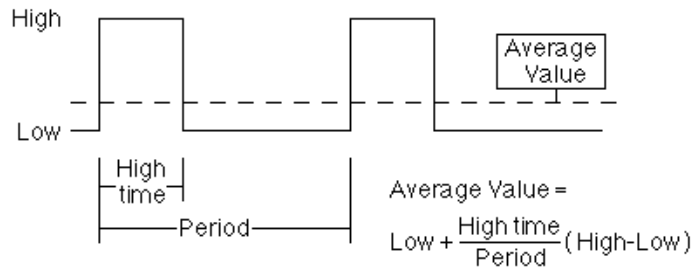 High
Average
Value
Low
High
time
Period
Average Value =
Low + High time / Period (High-Low)